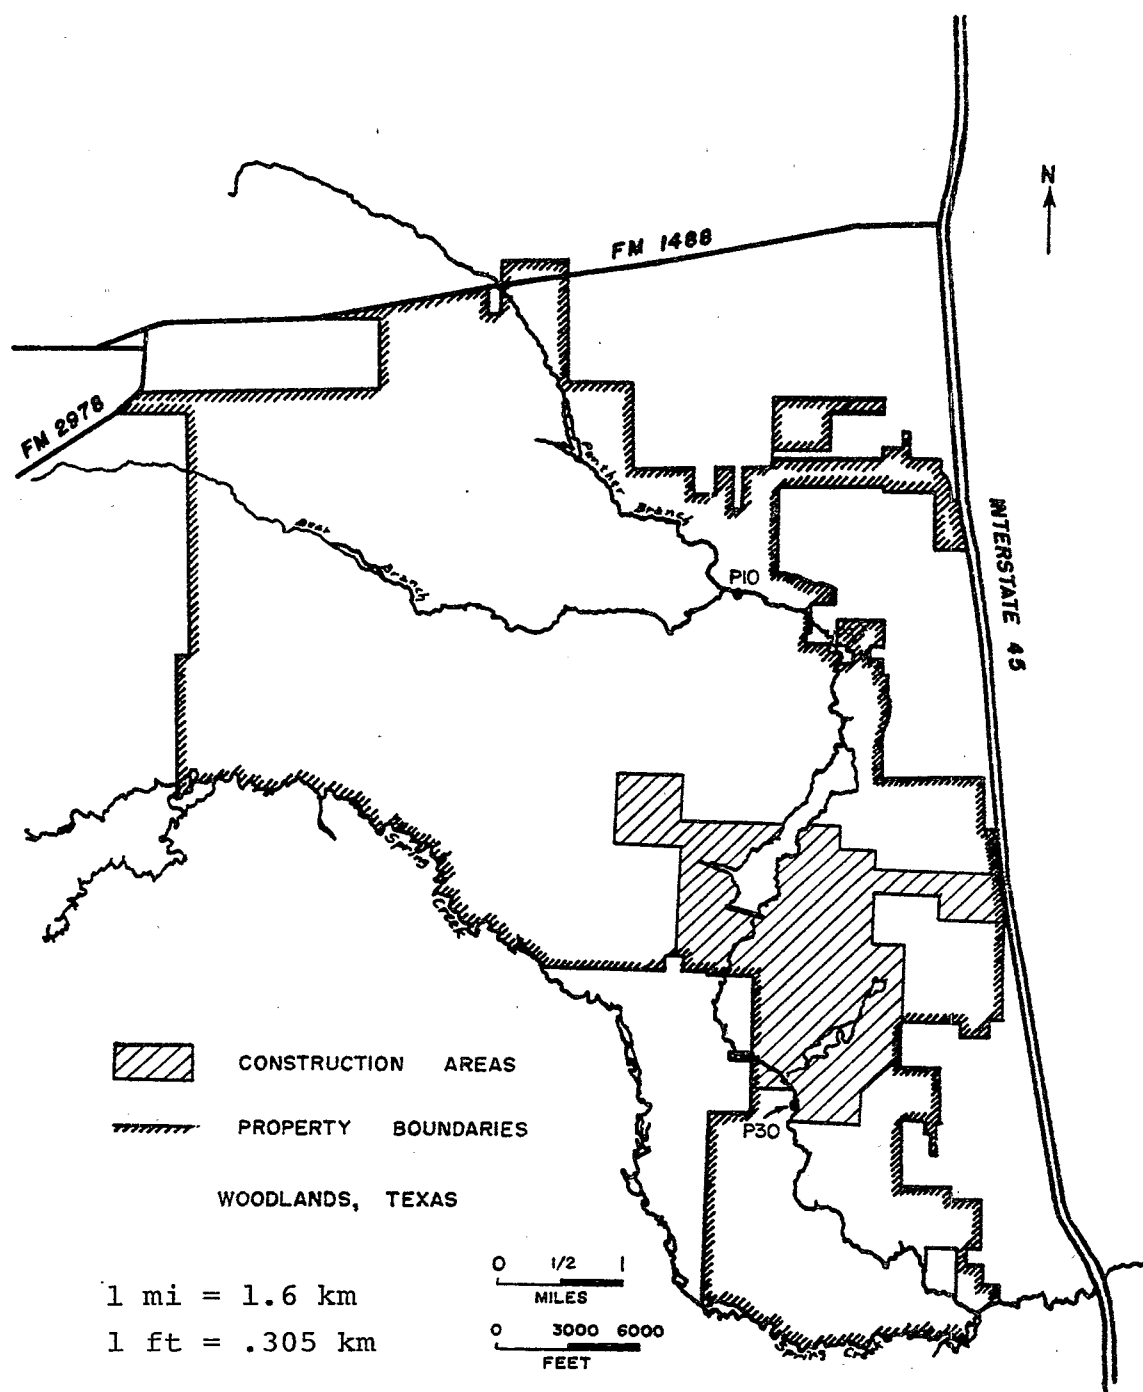 N
FM 1488
FM 2978
Panther
Branch
Bear
Branch
P10
INTERSTATE 45
Spring
Creek
CONSTRUCTION AREAS
PROPERTY BOUNDARIES
P30
WOODLANDS, TEXAS
0 1/2 1
MILES
1 mi = 1.6 km
1 ft = .305 km
0 3000 6000
FEET
Spring Creek